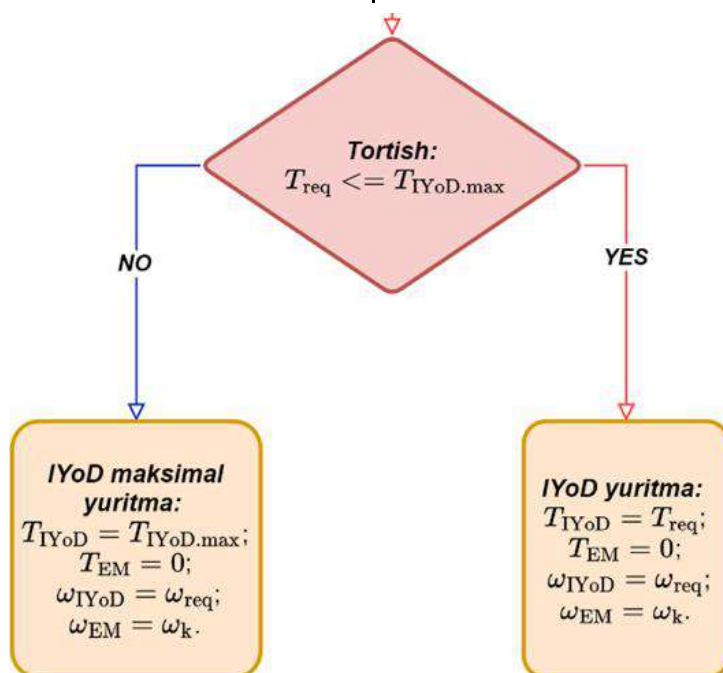 Tortish:
T_req <= T_IYoD.max
NO
YES
IYoD maksimal
yuritma:
T_IYoD = T_IYoD.max;
T_EM = 0;
ω_IYoD = ω_req;
ω_EM = ω_k.
IYoD yuritma:
T_IYoD = T_req;
T_EM = 0;
ω_IYoD = ω_req;
ω_EM = ω_k.